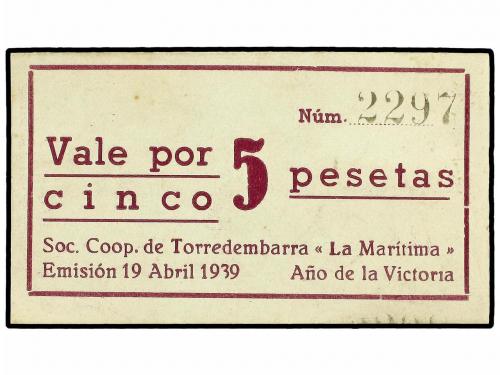 Núm. 2297
Vale por
cinco 5 pesetas
Soc. Coop. de Torredembarra « La Marítima »
Emisión 19 Abril 1939 Año de la Victoria